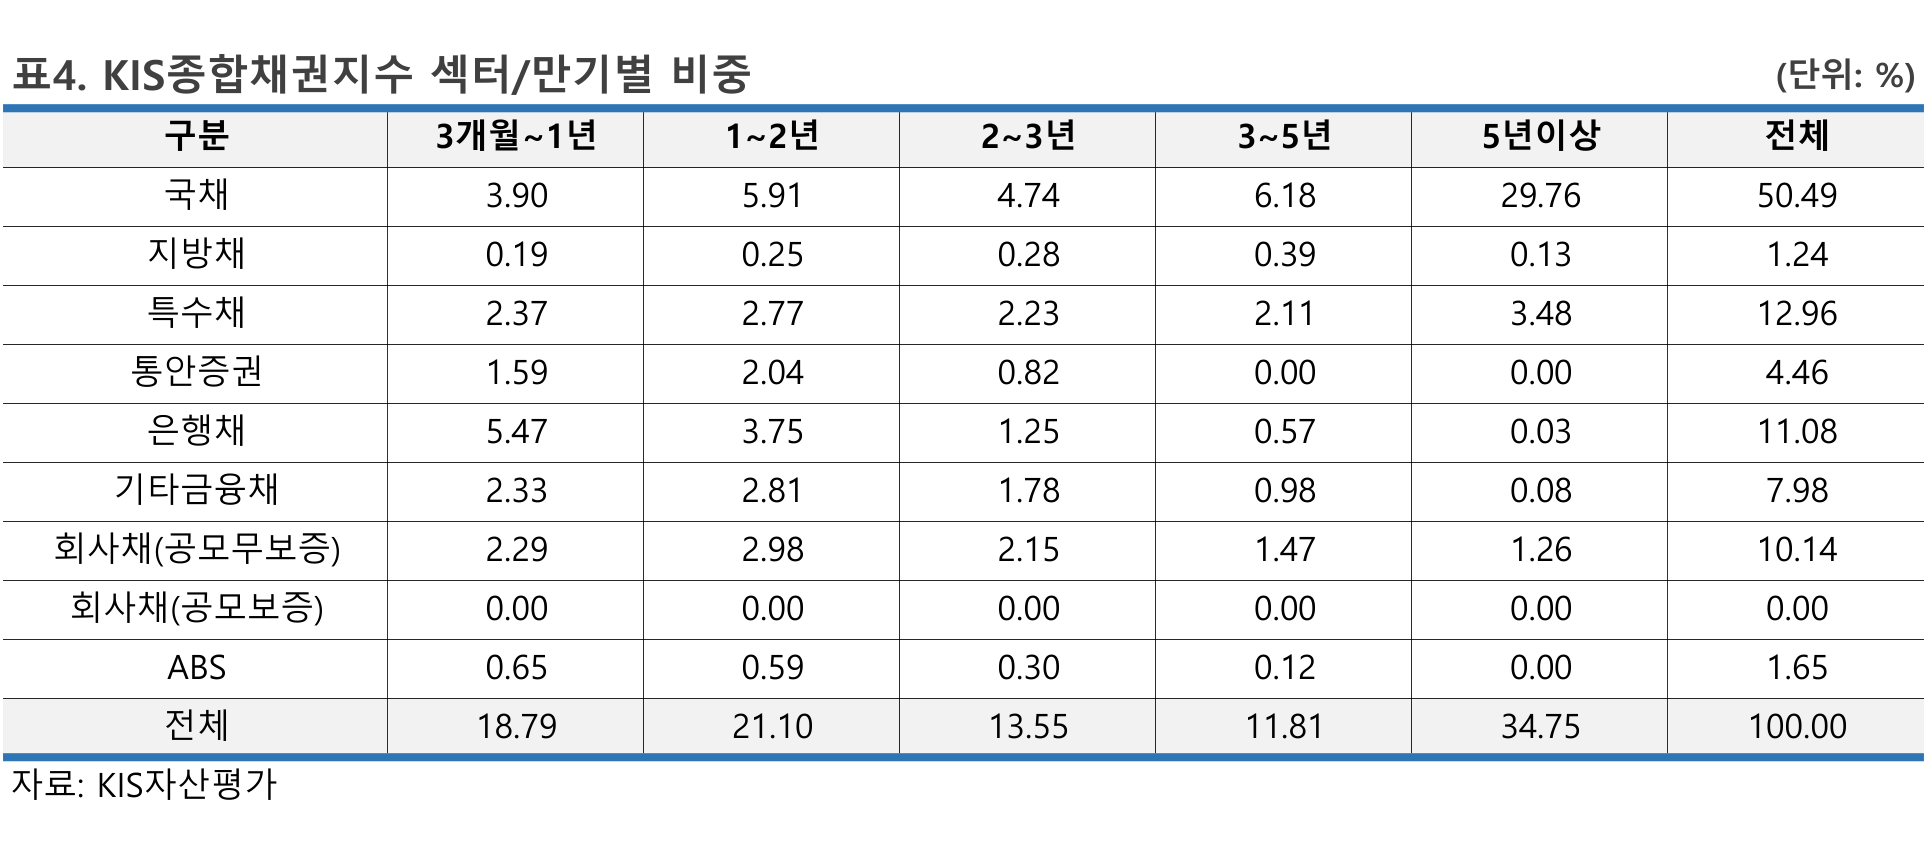 표4. KIS종합채권지수 섹터/만기별 비중 (단위: %)
구분 3개월~1년 1~2년 2~3년 3~5년 5년이상 전체
국채 3.90 5.91 4.74 6.18 29.76 50.49
지방채 0.19 0.25 0.28 0.39 0.13 1.24
특수채 2.37 2.77 2.23 2.11 3.48 12.96
통안증권 1.59 2.04 0.82 0.00 0.00 4.46
은행채 5.47 3.75 1.25 0.57 0.03 11.08
기타금융채 2.33 2.81 1.78 0.98 0.08 7.98
회사채(공모무보증) 2.29 2.98 2.15 1.47 1.26 10.14
회사채(공모보증) 0.00 0.00 0.00 0.00 0.00 0.00
ABS 0.65 0.59 0.30 0.12 0.00 1.65
전체 18.79 21.10 13.55 11.81 34.75 100.00
자료: KIS자산평가